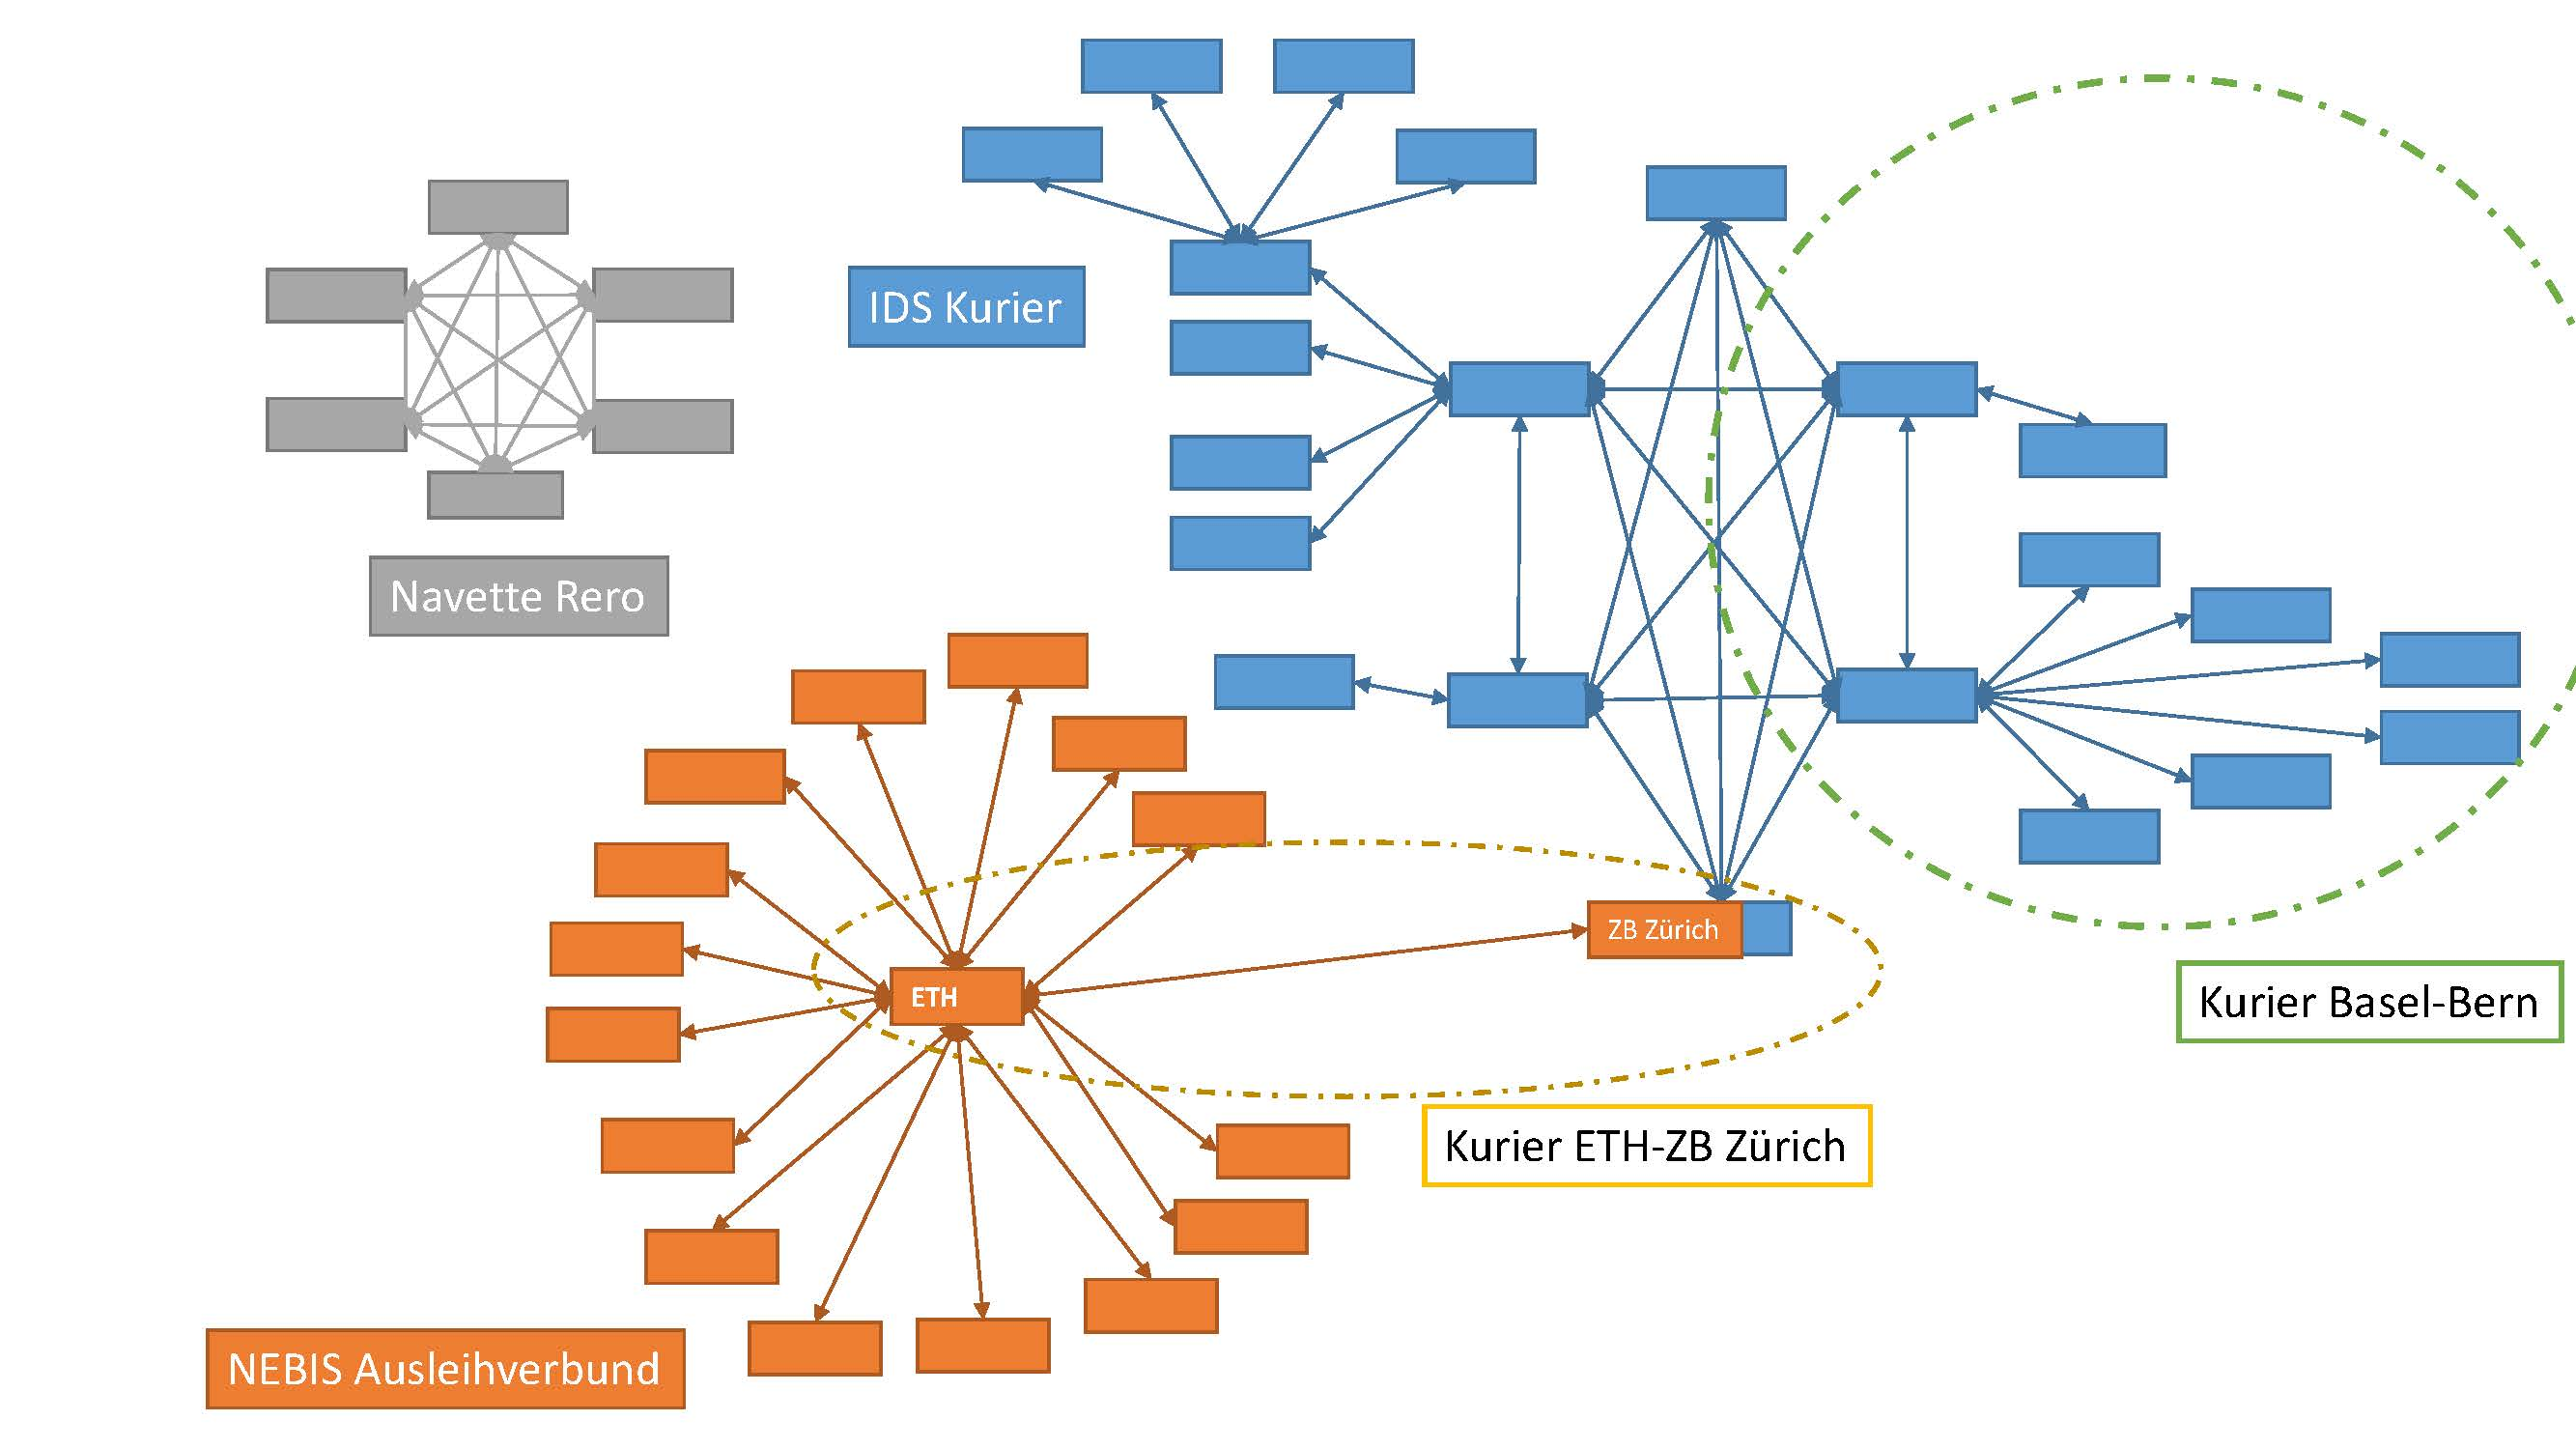 IDS Kurier
Navette Rero
ZB Zürich
ETH
Kurier Basel-Bern
Kurier ETH-ZB Zürich
NEBIS Ausleihverbund